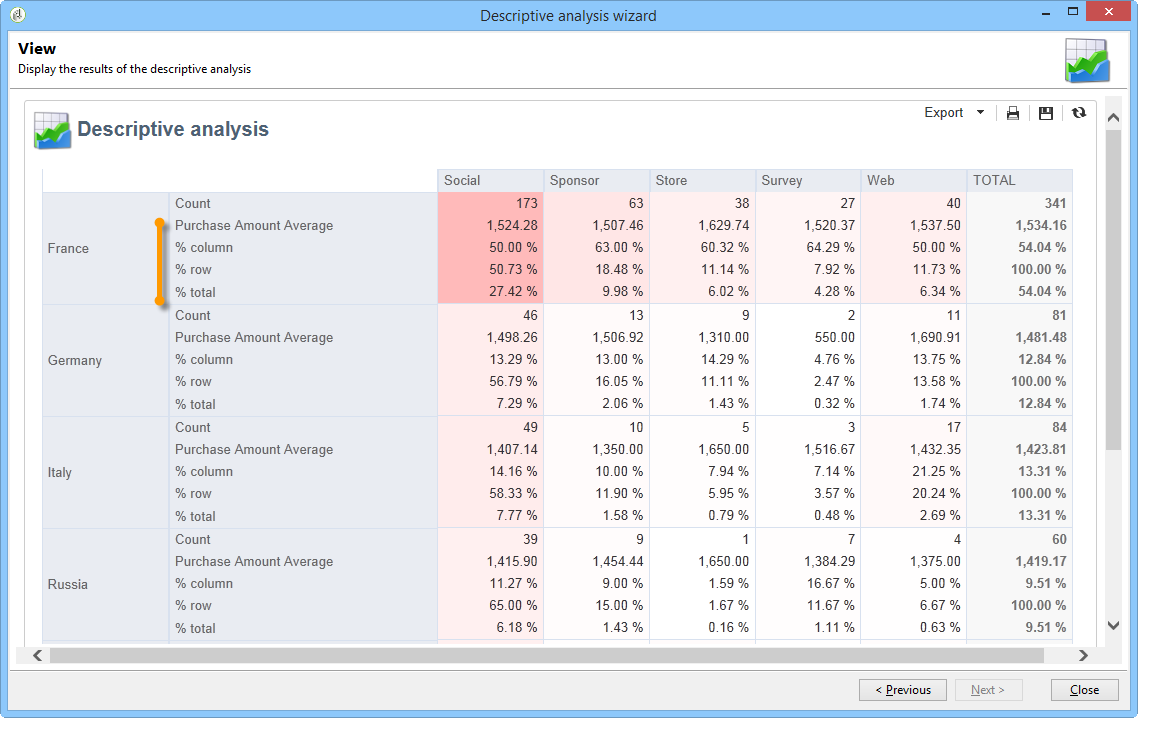 Descriptive analysis wizard
View
Display the results of the descriptive analysis
Export
Descriptive analysis
Social Sponsor Store Survey Web TOTAL
France
Count 173 63 38 27 40 341
Purchase Amount Average 1,524.28 1,507.46 1,629.74 1,520.37 1,537.50 1,534.16
% column 50.00 % 63.00 % 60.32 % 64.29 % 50.00 % 54.04 %
% row 50.73 % 18.48 % 11.14 % 7.92 % 11.73 % 100.00 %
% total 27.42 % 9.98 % 6.02 % 4.28 % 6.34 % 54.04 %
Germany
Count 46 13 9 2 11 81
Purchase Amount Average 1,498.26 1,506.92 1,310.00 550.00 1,690.91 1,481.48
% column 13.29 % 13.00 % 14.29 % 4.76 % 13.75 % 12.84 %
% row 56.79 % 16.05 % 11.11 % 2.47 % 13.58 % 100.00 %
% total 7.29 % 2.06 % 1.43 % 0.32 % 1.74 % 12.84 %
Italy
Count 49 10 5 3 17 84
Purchase Amount Average 1,407.14 1,350.00 1,650.00 1,516.67 1,432.35 1,423.81
% column 14.16 % 10.00 % 7.94 % 7.14 % 21.25 % 13.31 %
% row 58.33 % 11.90 % 5.95 % 3.57 % 20.24 % 100.00 %
% total 7.77 % 1.58 % 0.79 % 0.48 % 2.69 % 13.31 %
Russia
Count 39 9 1 7 4 60
Purchase Amount Average 1,415.90 1,454.44 1,650.00 1,384.29 1,375.00 1,419.17
% column 11.27 % 9.00 % 1.59 % 16.67 % 5.00 % 9.51 %
% row 65.00 % 15.00 % 1.67 % 11.67 % 6.67 % 100.00 %
% total 6.18 % 1.43 % 0.16 % 1.11 % 0.63 % 9.51 %
< Previous Next > Close